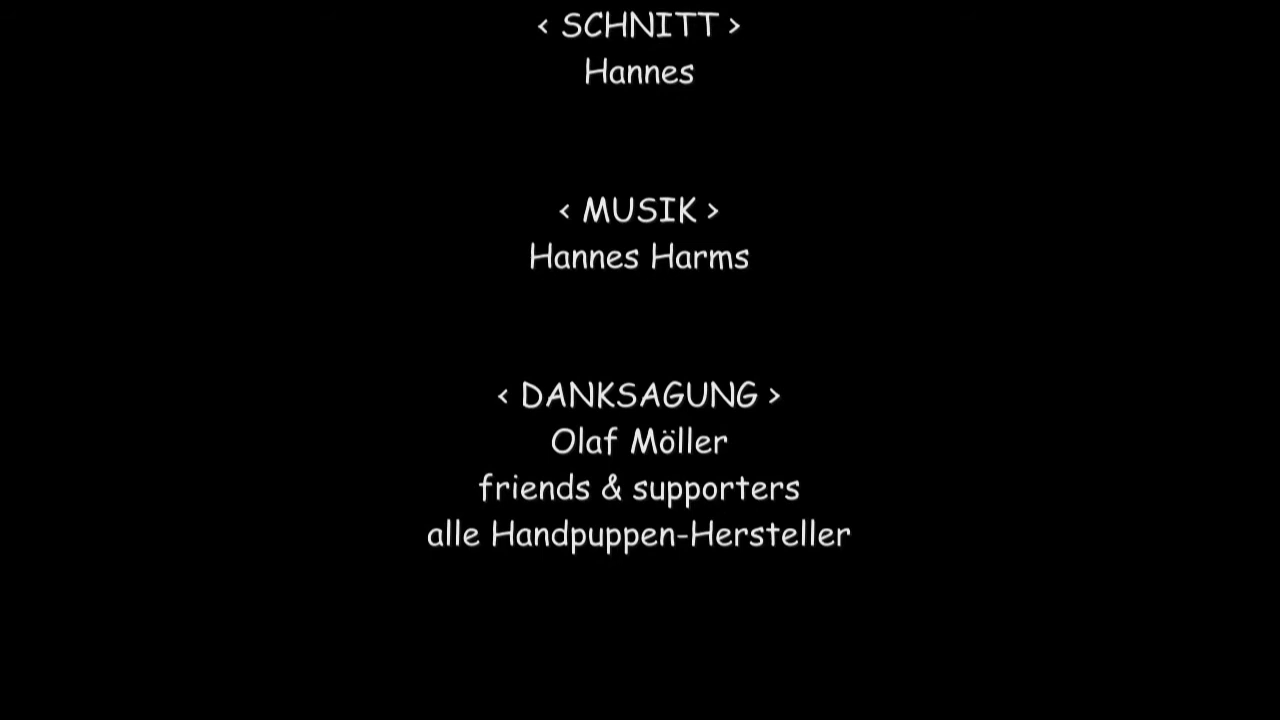 < SCHNITT >
Hannes
< MUSIK >
Hannes Harms
< DANKSAGUNG >
Olaf Möller
friends & supporters
alle Handpuppen-Hersteller